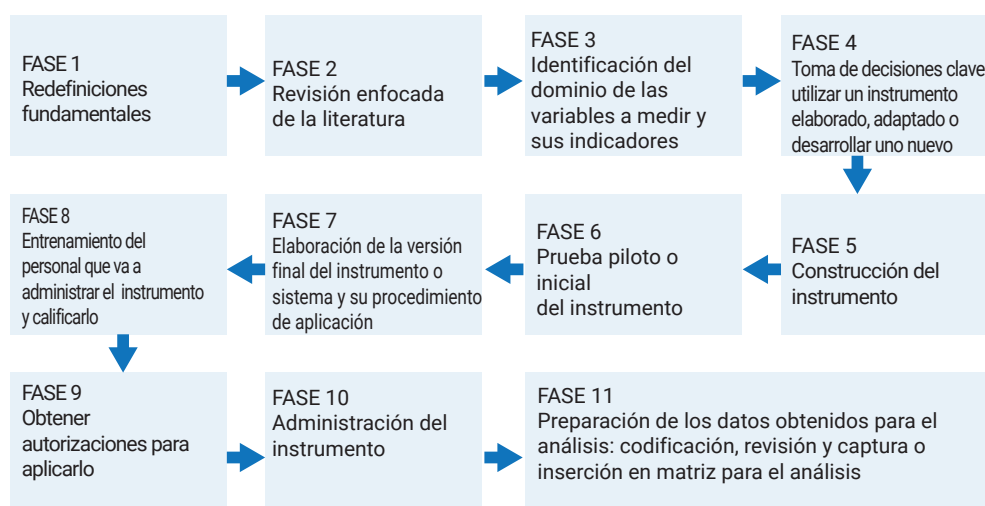 FASE 1
Redefiniciones
fundamentales
FASE 2
Revisión enfocada
de la literatura
FASE 3
Identificación del
dominio de las
variables a medir y
sus indicadores
FASE 4
Toma de decisiones clave
utilizar un instrumento
elaborado, adaptado o
desarrollar uno nuevo
FASE 5
Construcción del
instrumento
FASE 6
Prueba piloto o
inicial
del instrumento
FASE 7
Elaboración de la versión
final del instrumento o
sistema y su procedimiento
de aplicación
FASE 8
Entrenamiento del
personal que va a
administrar el instrumento
y calificarlo
FASE 9
Obtener
autorizaciones para
aplicarlo
FASE 10
Administración del
instrumento
FASE 11
Preparación de los datos obtenidos para el
análisis: codificación, revisión y captura o
inserción en matriz para el análisis